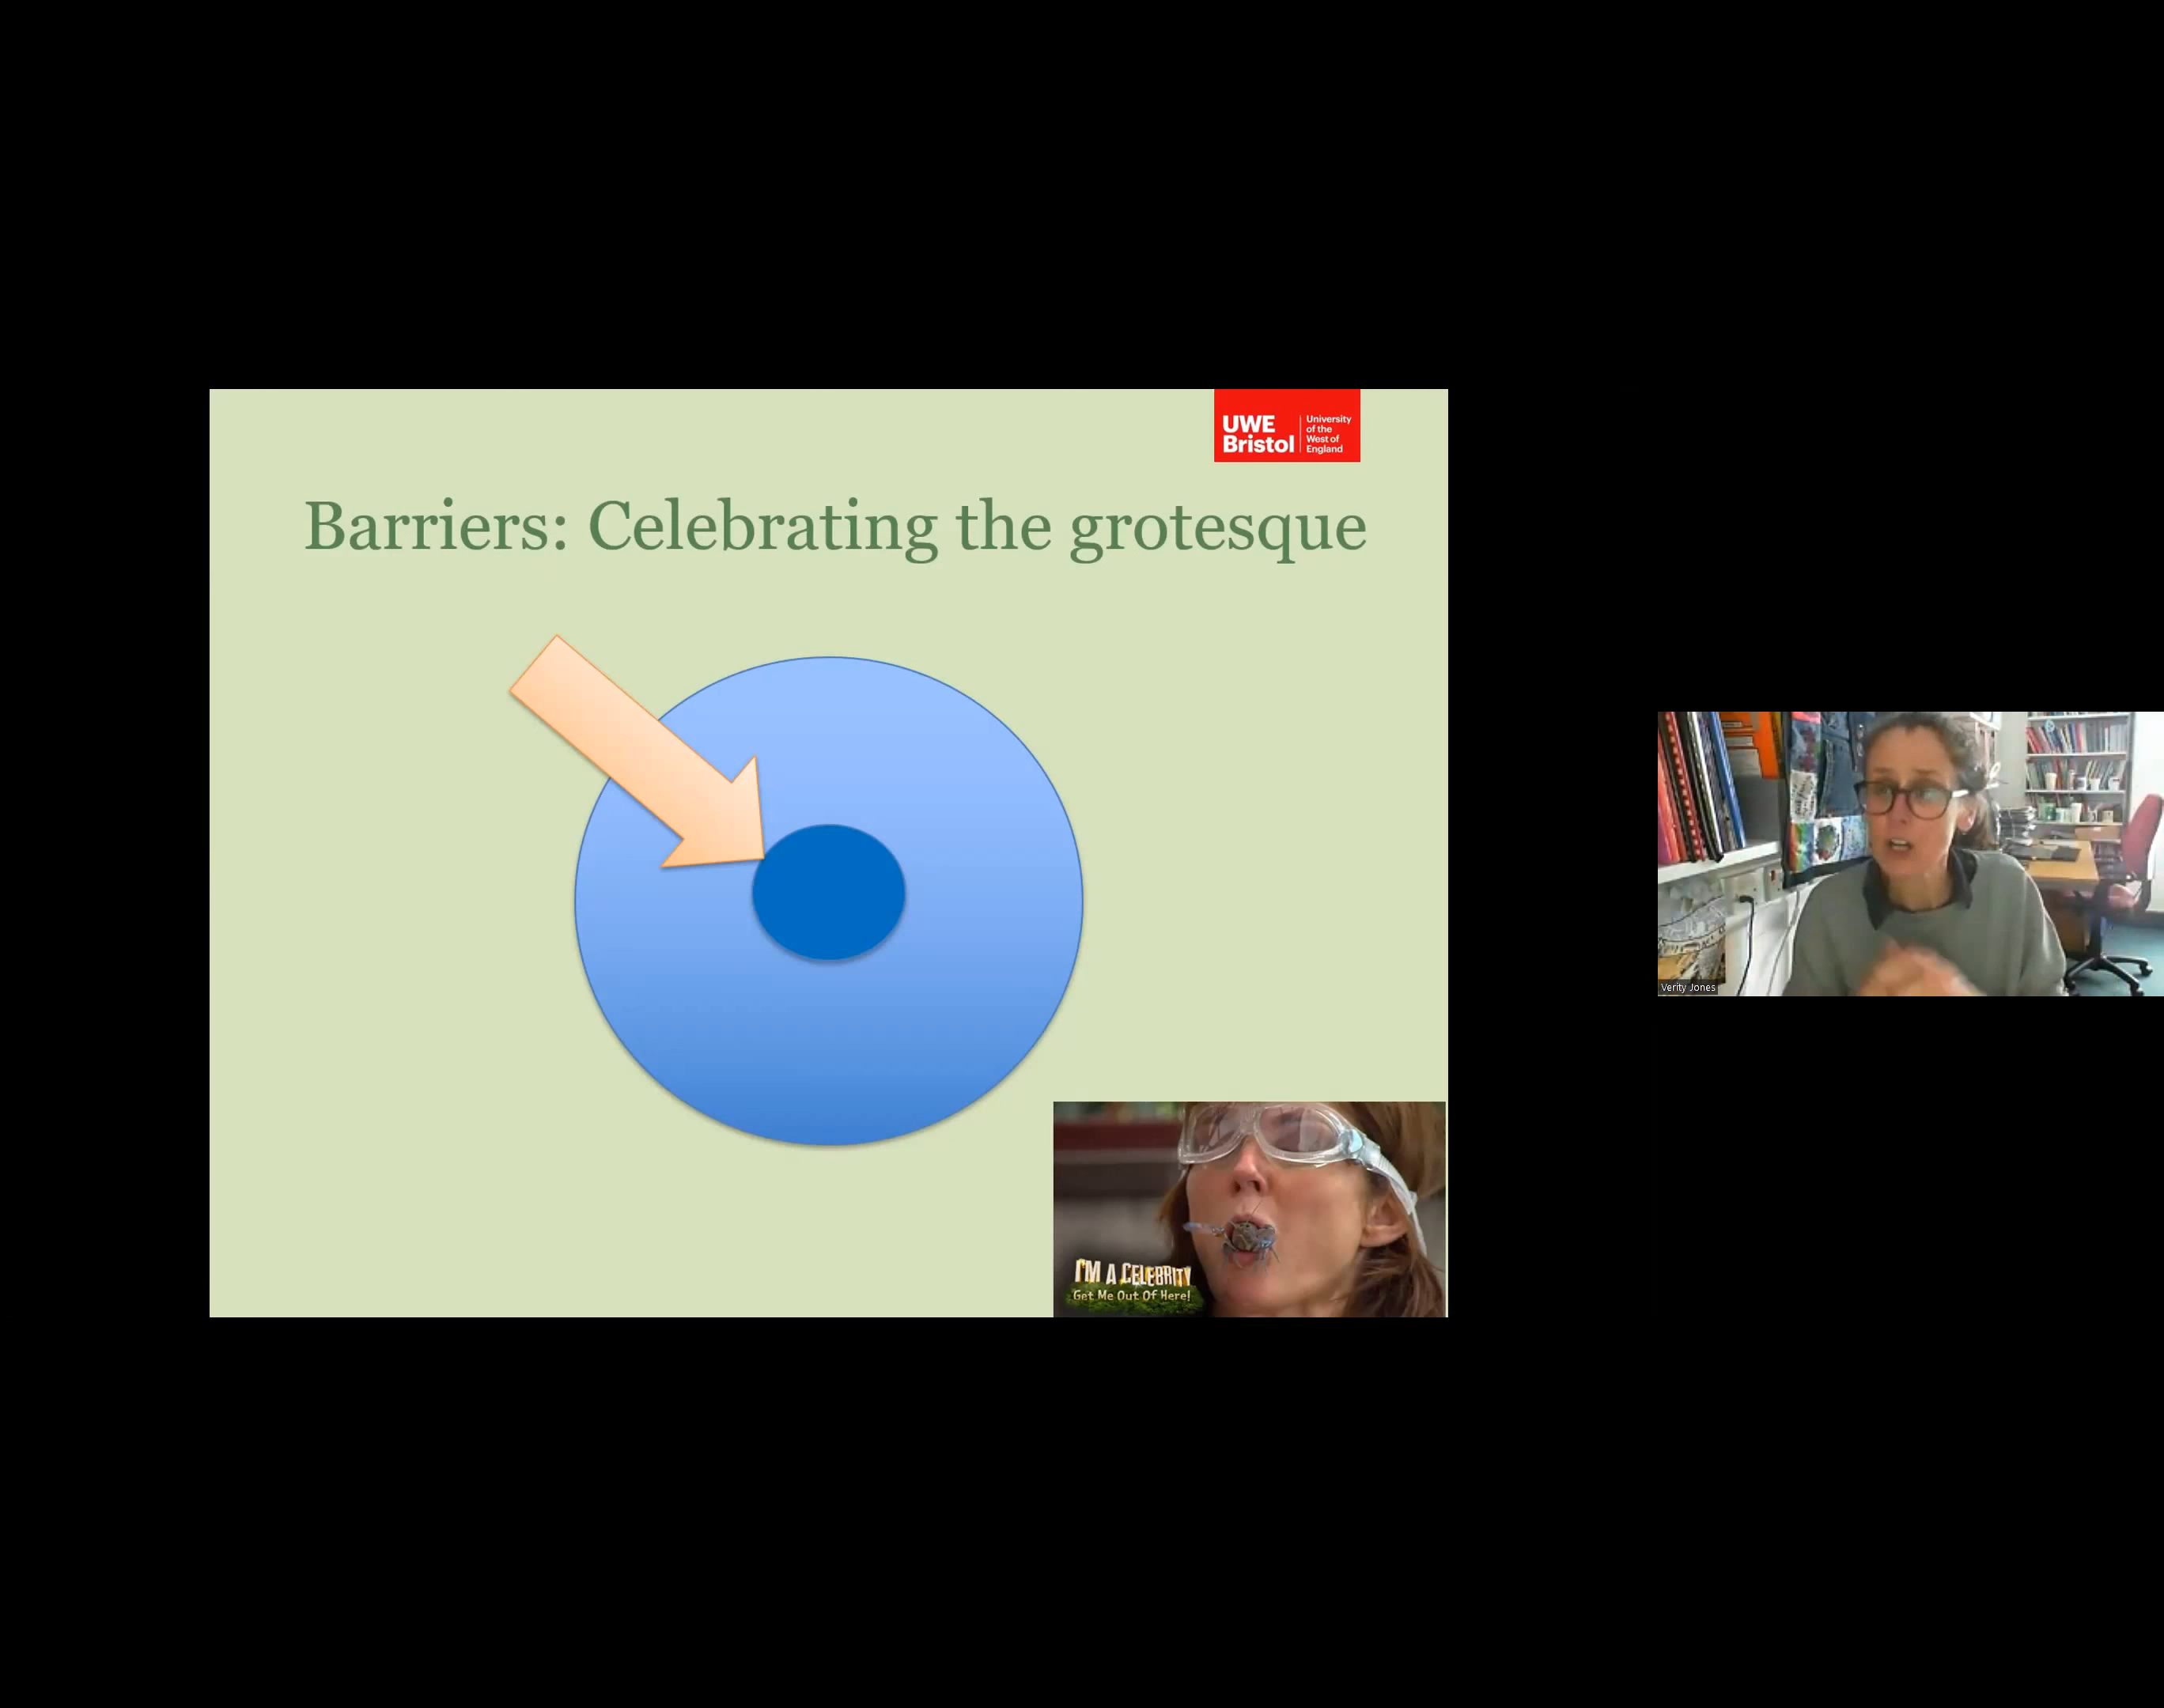 UWE
Bristol
University
of the
West of
England
Barriers: Celebrating the grotesque
I'M A CELEBRITY
Get Me Out Of Here!
Verity Jones